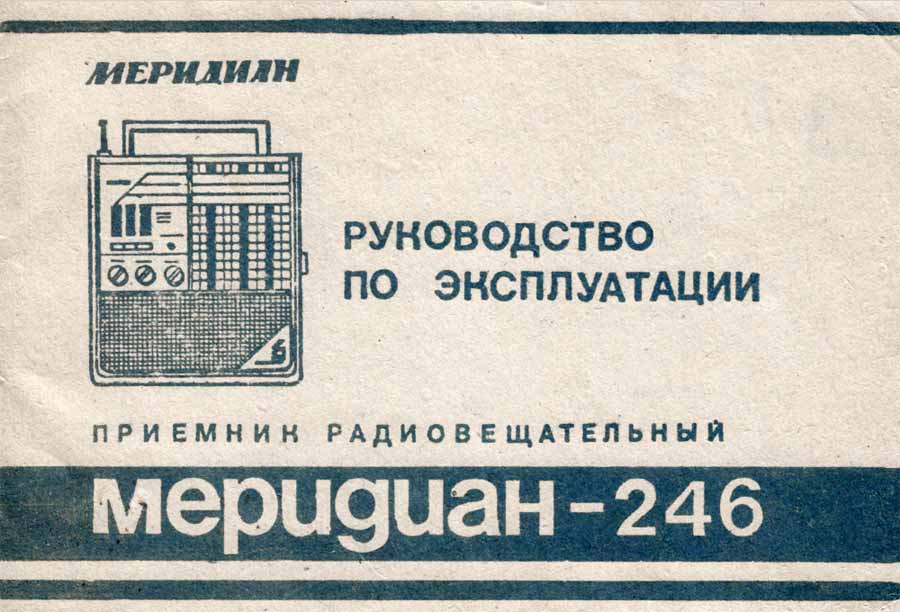 МЕРИДИАН
РУКОВОДСТВО
ПО ЭКСПЛУАТАЦИИ
ПРИЕМНИК РАДИОВЕЩАТЕЛЬНЫЙ
меридиан-246